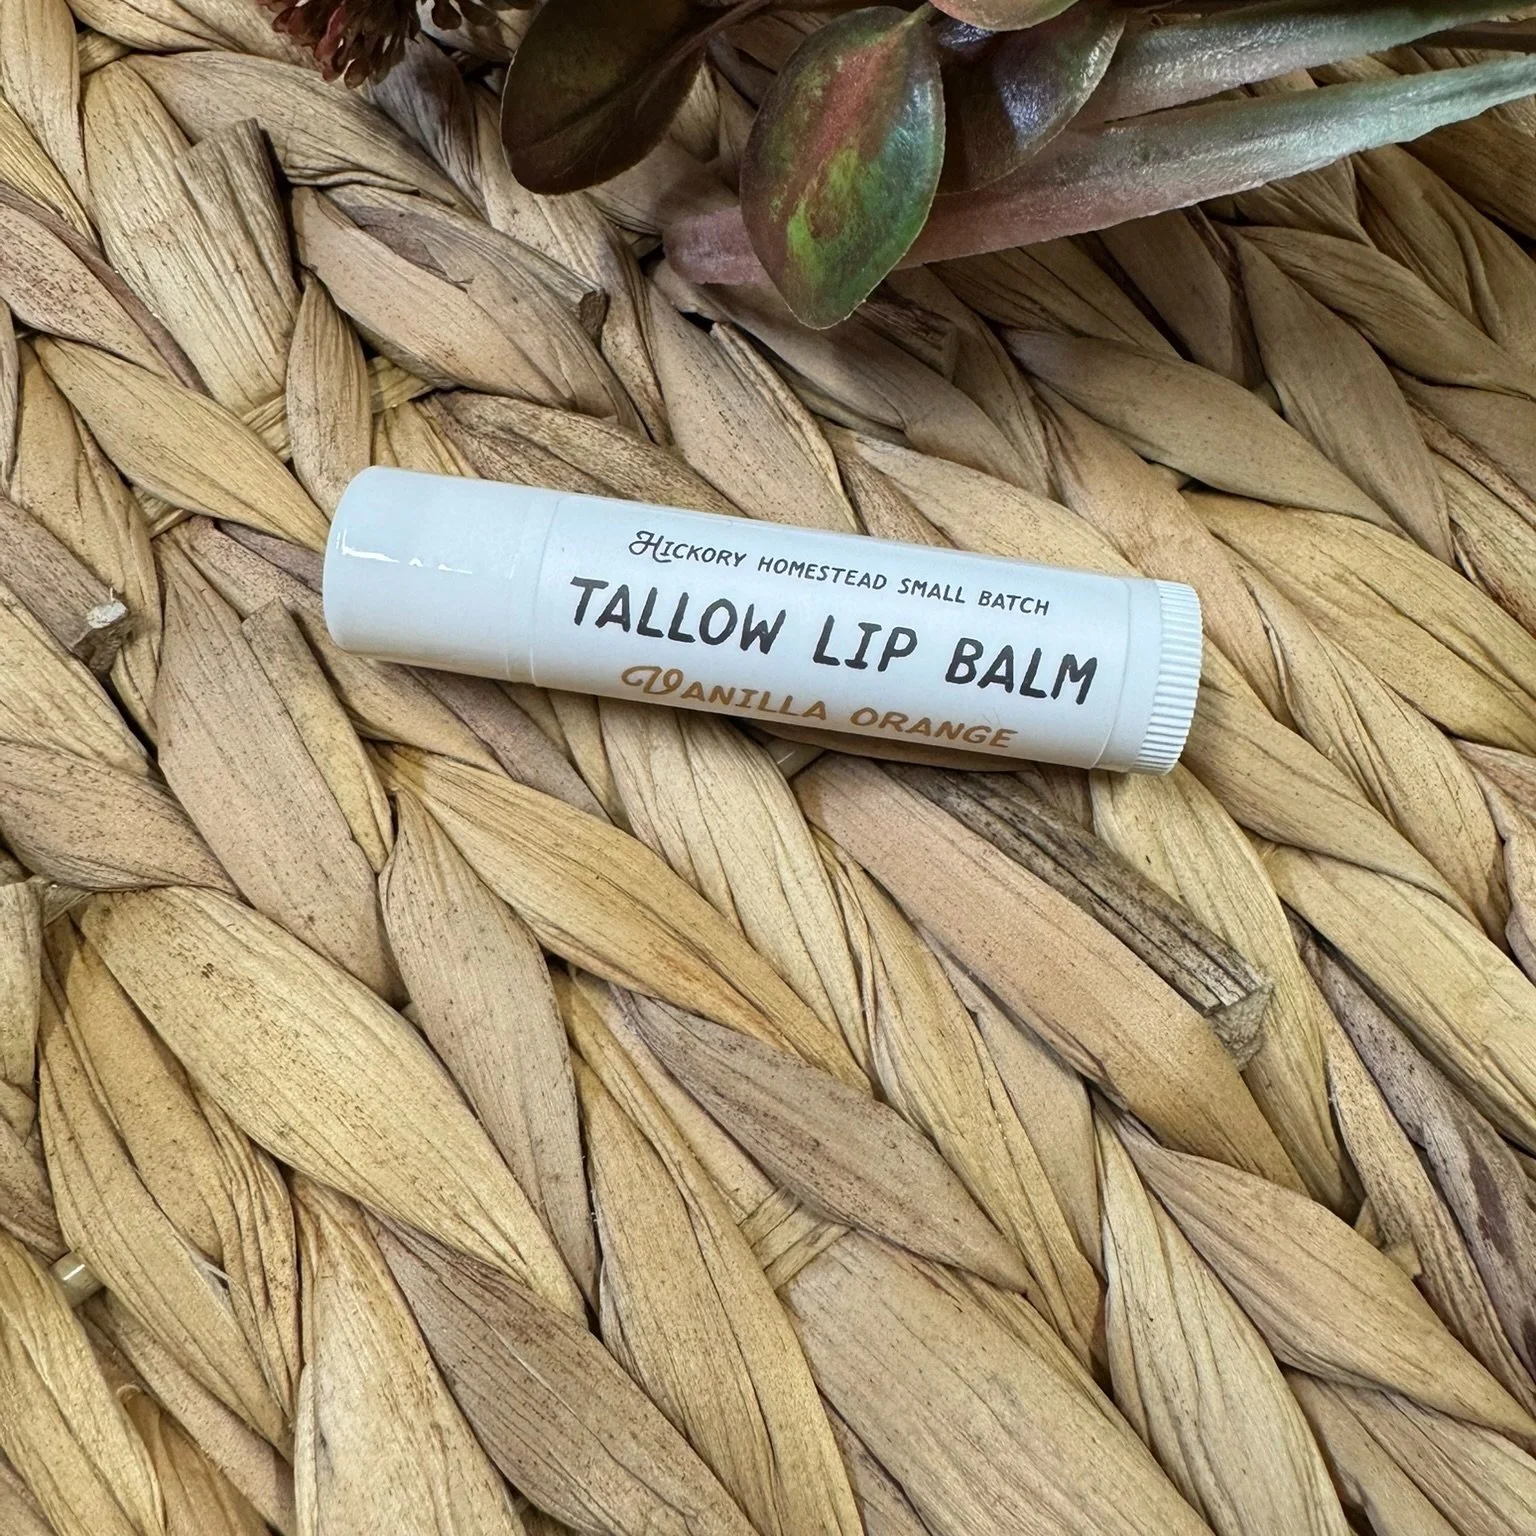 Hickory Homestead Small Batch
TALLOW LIP BALM
Vanilla Orange